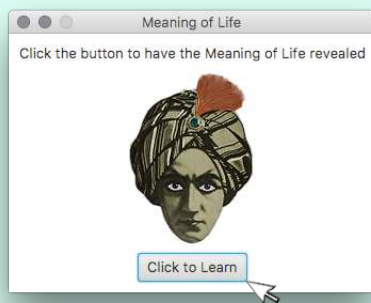 Meaning of Life
Click the button to have the Meaning of Life revealed
Click to Learn